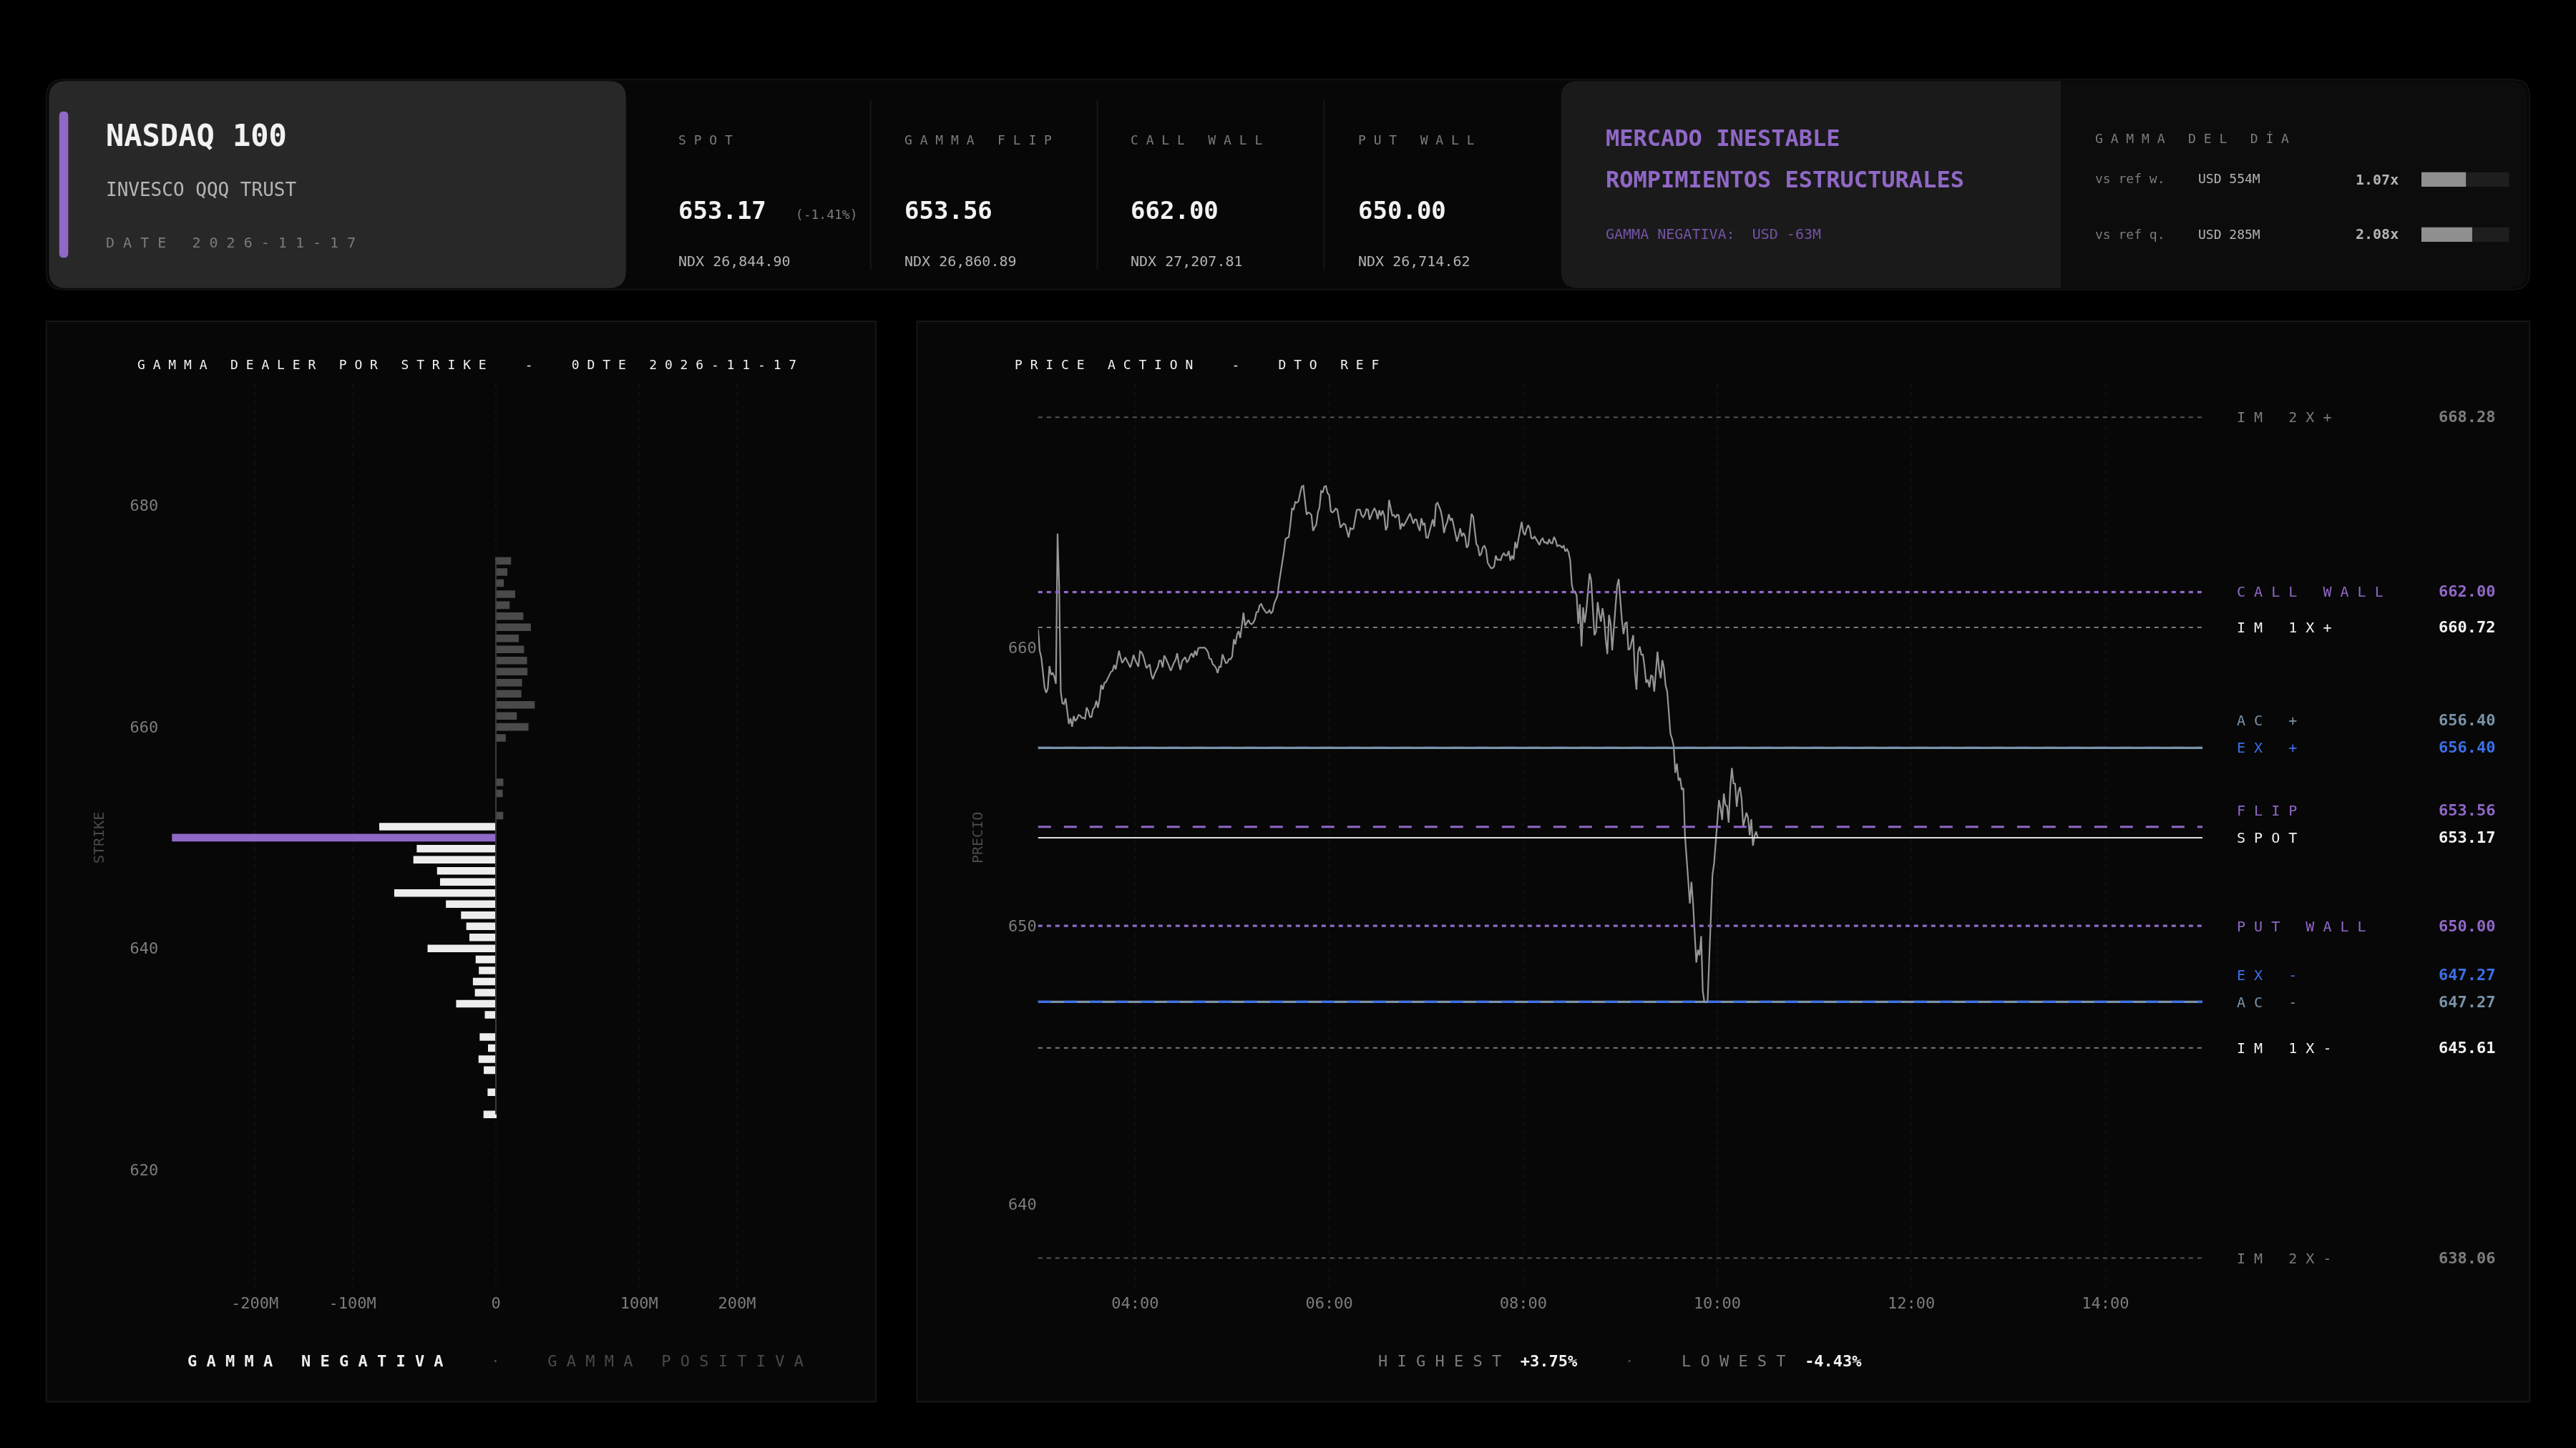 NASDAQ 100
INVESCO QQQ TRUST
DATE 2026-11-17
SPOT
653.17 (-1.41%)
NDX 26,844.90
GAMMA FLIP
653.56
NDX 26,860.89
CALL WALL
662.00
NDX 27,207.81
PUT WALL
650.00
NDX 26,714.62
MERCADO INESTABLE
ROMPIMIENTOS ESTRUCTURALES
GAMMA NEGATIVA: USD -63M
GAMMA DEL DÍA
vs ref w. USD 554M 1.07x
vs ref q. USD 285M 2.08x
GAMMA DEALER POR STRIKE - 0DTE 2026-11-17
680
660
640
620
STRIKE
-200M -100M 0 100M 200M
GAMMA NEGATIVA · GAMMA POSITIVA
PRICE ACTION - DTO REF
660
650
640
PRECIO
IM 2X+ 668.28
CALL WALL 662.00
IM 1X+ 660.72
AC + 656.40
EX + 656.40
FLIP 653.56
SPOT 653.17
PUT WALL 650.00
EX - 647.27
AC - 647.27
IM 1X- 645.61
IM 2X- 638.06
04:00 06:00 08:00 10:00 12:00 14:00
HIGHEST +3.75% · LOWEST -4.43%